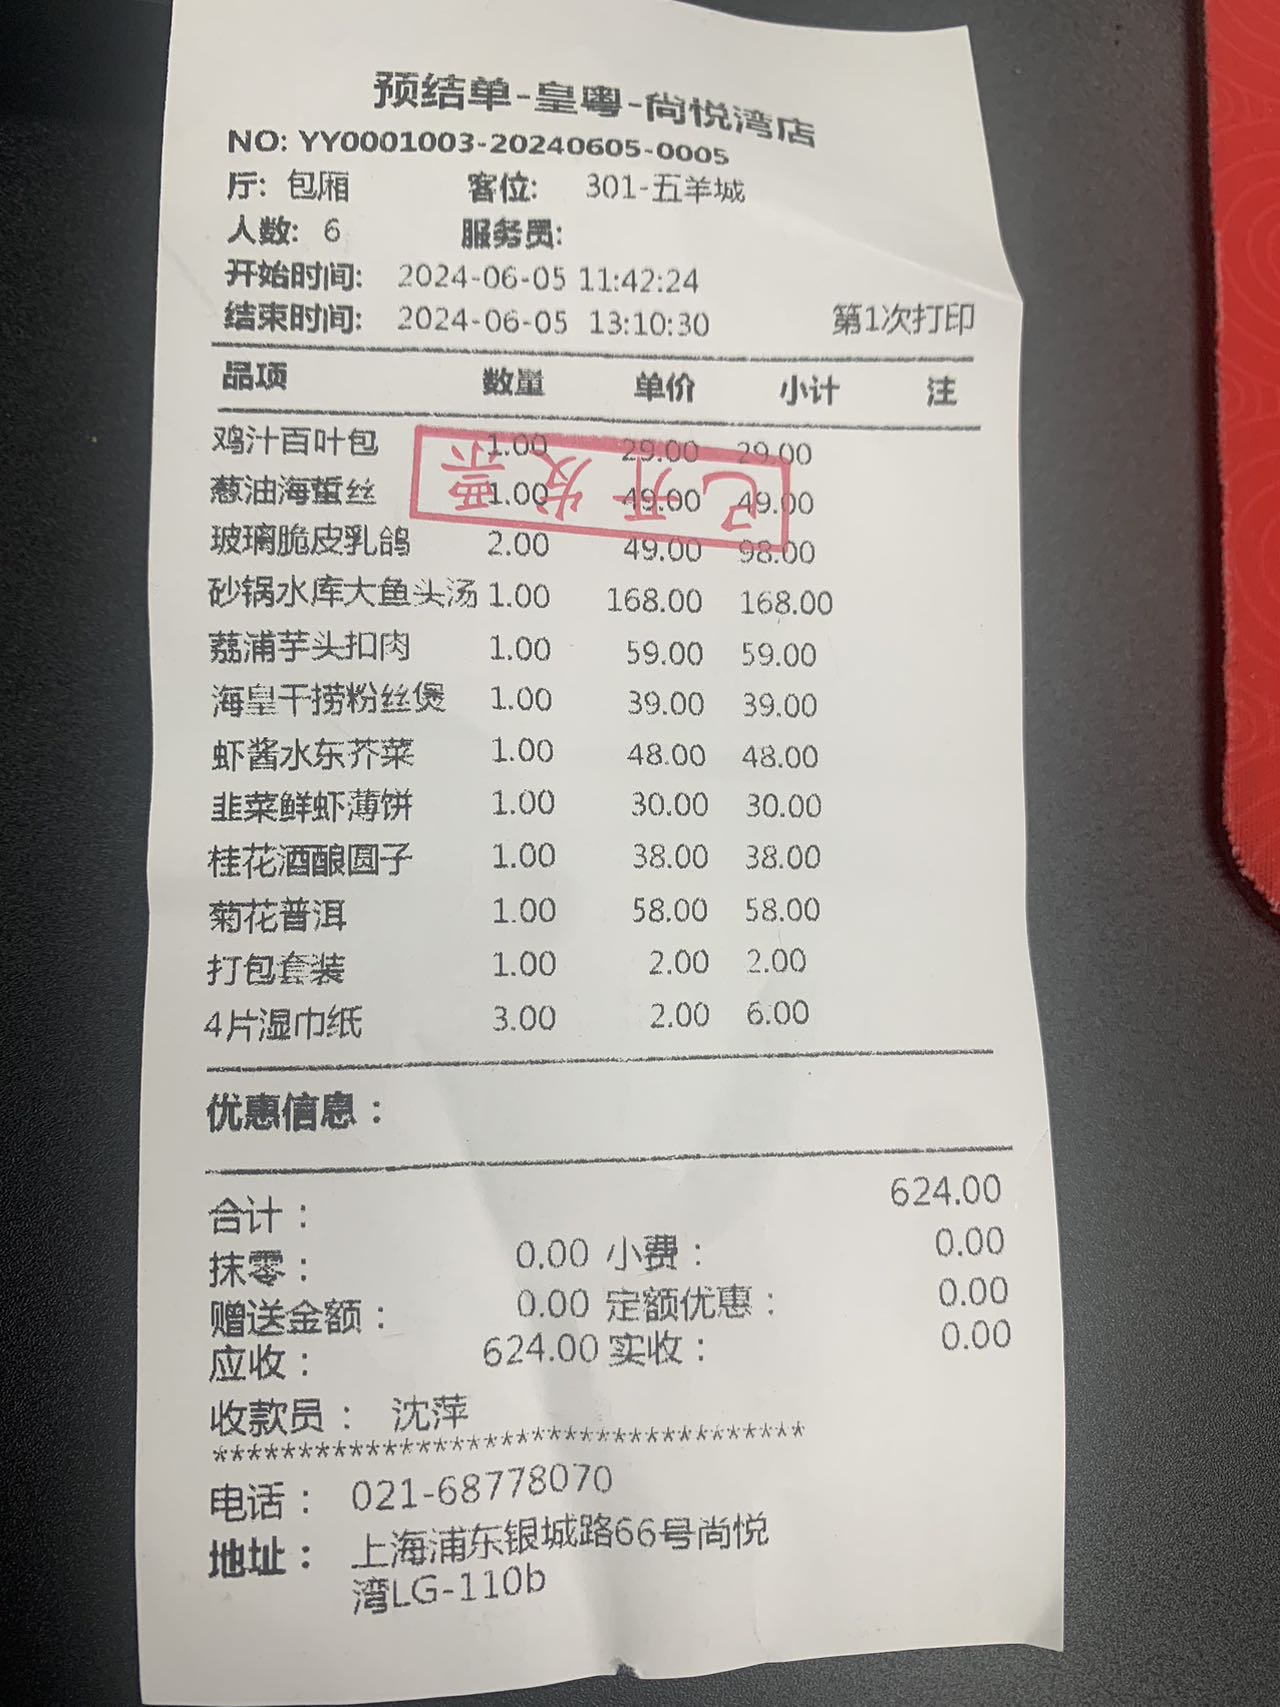 预结单-皇粤-尚悦湾店
NO: YY0001003-20240605-0005
厅: 包厢 客位: 301-五羊城
人数: 6 服务员:
开始时间: 2024-06-05 11:42:24
结束时间: 2024-06-05 13:10:30 第1次打印
品项 数量 单价 小计 注
鸡汁百叶包 1.00 29.00 29.00
葱油海蜇丝 1.00 49.00 49.00
已开发票
玻璃脆皮乳鸽 2.00 49.00 98.00
砂锅水库大鱼头汤 1.00 168.00 168.00
荔浦芋头扣肉 1.00 59.00 59.00
海皇干捞粉丝煲 1.00 39.00 39.00
虾酱水东芥菜 1.00 48.00 48.00
韭菜鲜虾薄饼 1.00 30.00 30.00
桂花酒酿圆子 1.00 38.00 38.00
菊花普洱 1.00 58.00 58.00
打包套装 1.00 2.00 2.00
4片湿巾纸 3.00 2.00 6.00
优惠信息：
合计： 624.00
抹零： 0.00 小费： 0.00
赠送金额： 0.00 定额优惠： 0.00
应收： 624.00 实收： 0.00
收款员： 沈萍
************************************
电话： 021-68778070
地址： 上海浦东银城路66号尚悦
湾LG-110b